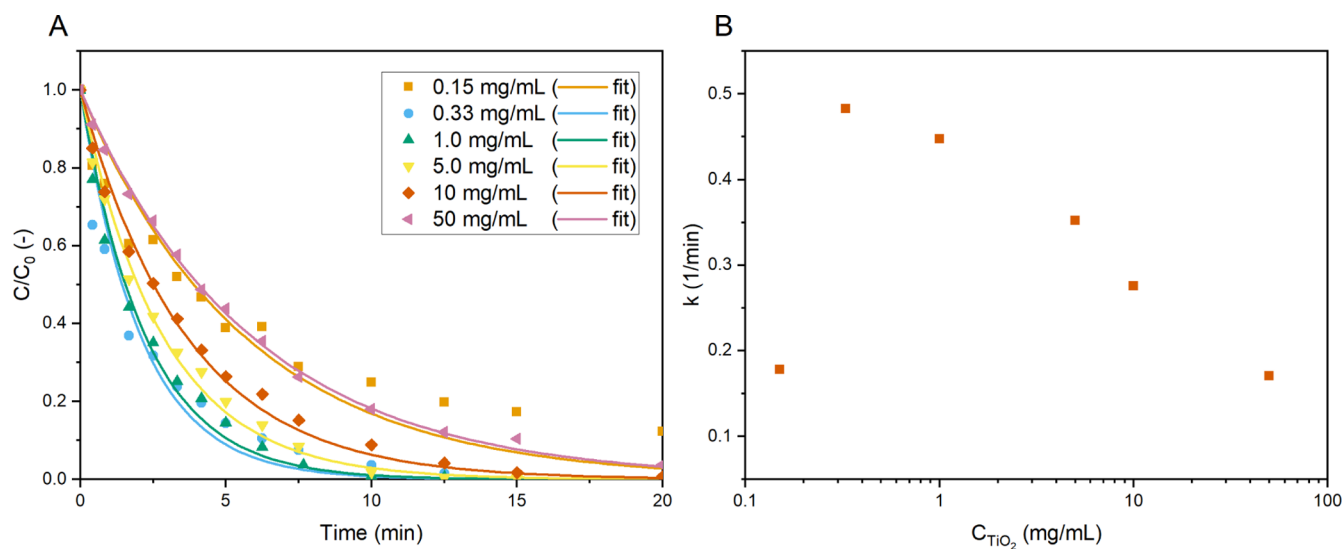 A
C/C0 (-)
1.0
0.8
0.6
0.4
0.2
0.0
0.15 mg/mL ( fit)
0.33 mg/mL ( fit)
1.0 mg/mL ( fit)
5.0 mg/mL ( fit)
10 mg/mL ( fit)
50 mg/mL ( fit)
0 5 10 15 20
Time (min)
B
k (1/min)
0.5
0.4
0.3
0.2
0.1
0.1 1 10 100
CTiO2 (mg/mL)